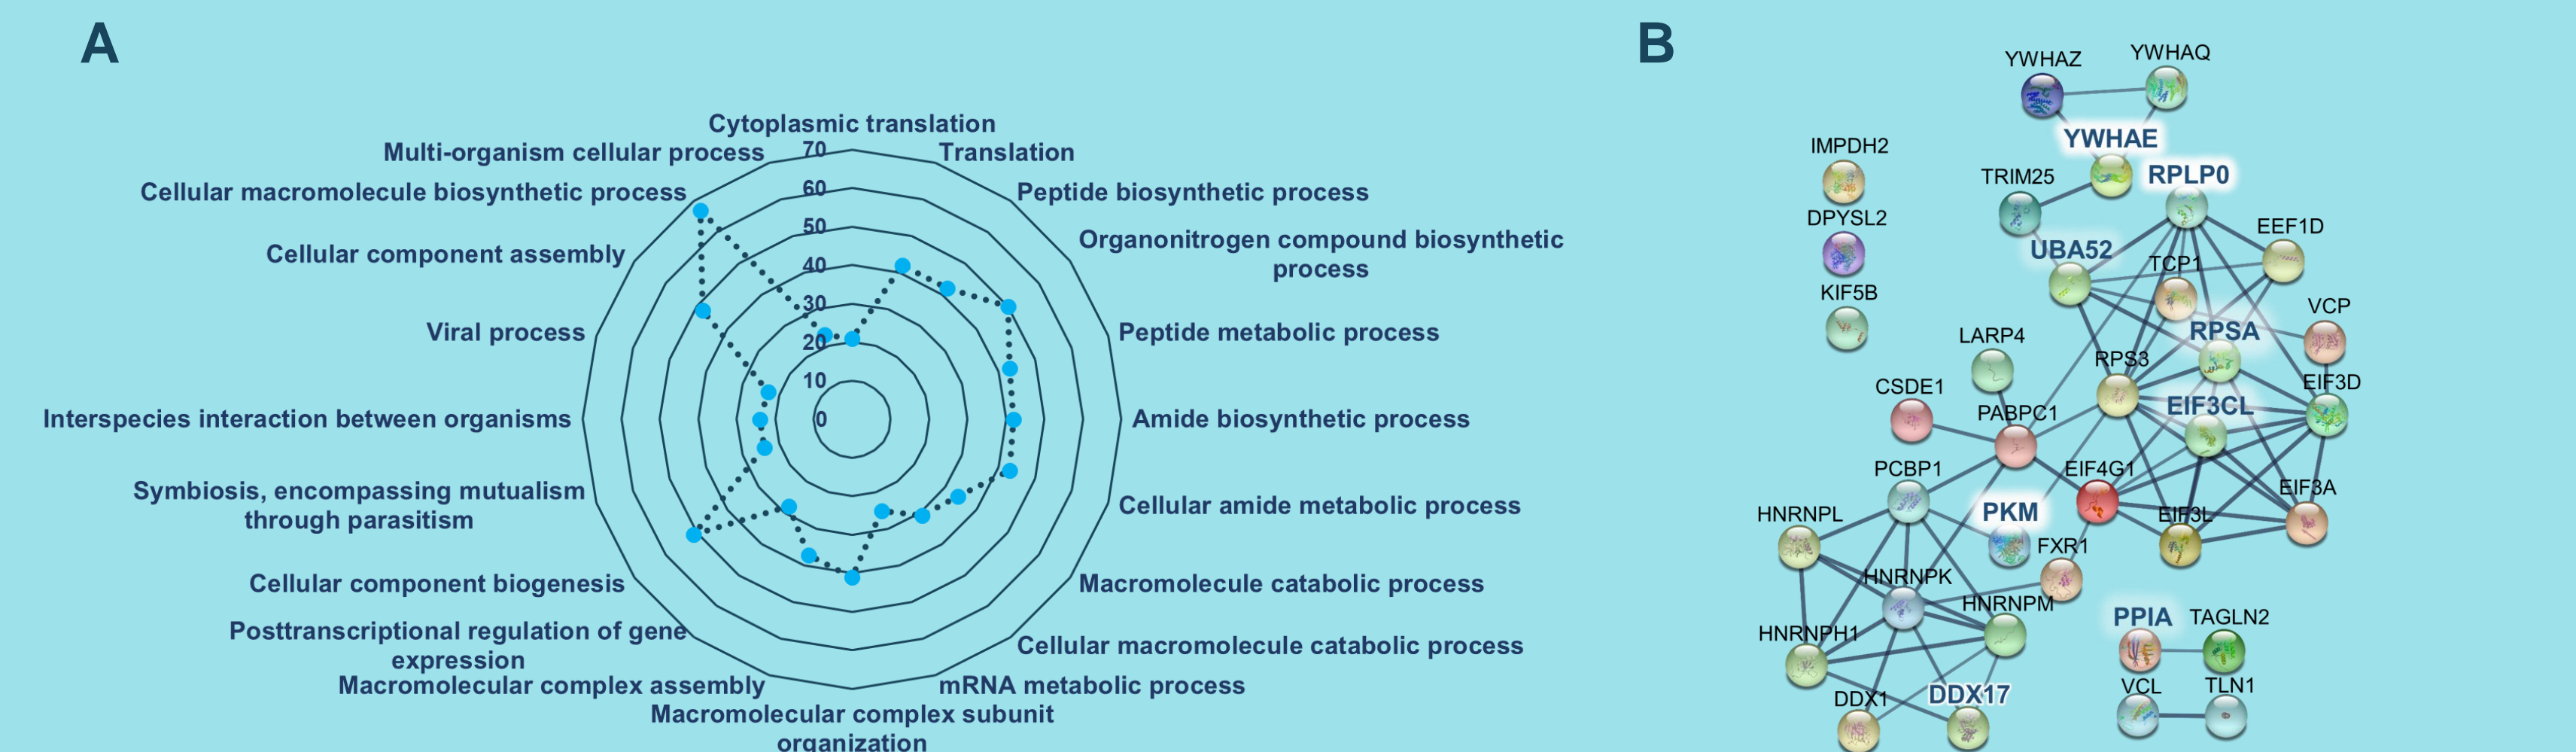 A
Cytoplasmic translation
Translation
Peptide biosynthetic process
Organonitrogen compound biosynthetic
process
Peptide metabolic process
Amide biosynthetic process
Cellular amide metabolic process
Macromolecule catabolic process
Cellular macromolecule catabolic process
mRNA metabolic process
Macromolecular complex subunit
organization
Macromolecular complex assembly
Posttranscriptional regulation of gene
expression
Cellular component biogenesis
Symbiosis, encompassing mutualism
through parasitism
Interspecies interaction between organisms
Viral process
Cellular component assembly
Cellular macromolecule biosynthetic process
Multi-organism cellular process
70
60
50
40
30
20
10
0
B
YWHAZ
YWHAQ
YWHAE
IMPDH2
TRIM25
RPLP0
DPYSL2
EEF1D
UBA52
TCP1
KIF5B
VCP
RPSA
LARP4
RPS3
CSDE1
EIF3D
PABPC1
EIF3CL
PCBP1
EIF4G1
EIF3A
HNRNPL
PKM
EIF3L
FXR1
HNRNPK
HNRNPM
PPIA
TAGLN2
HNRNPH1
VCL
TLN1
DDX1
DDX17